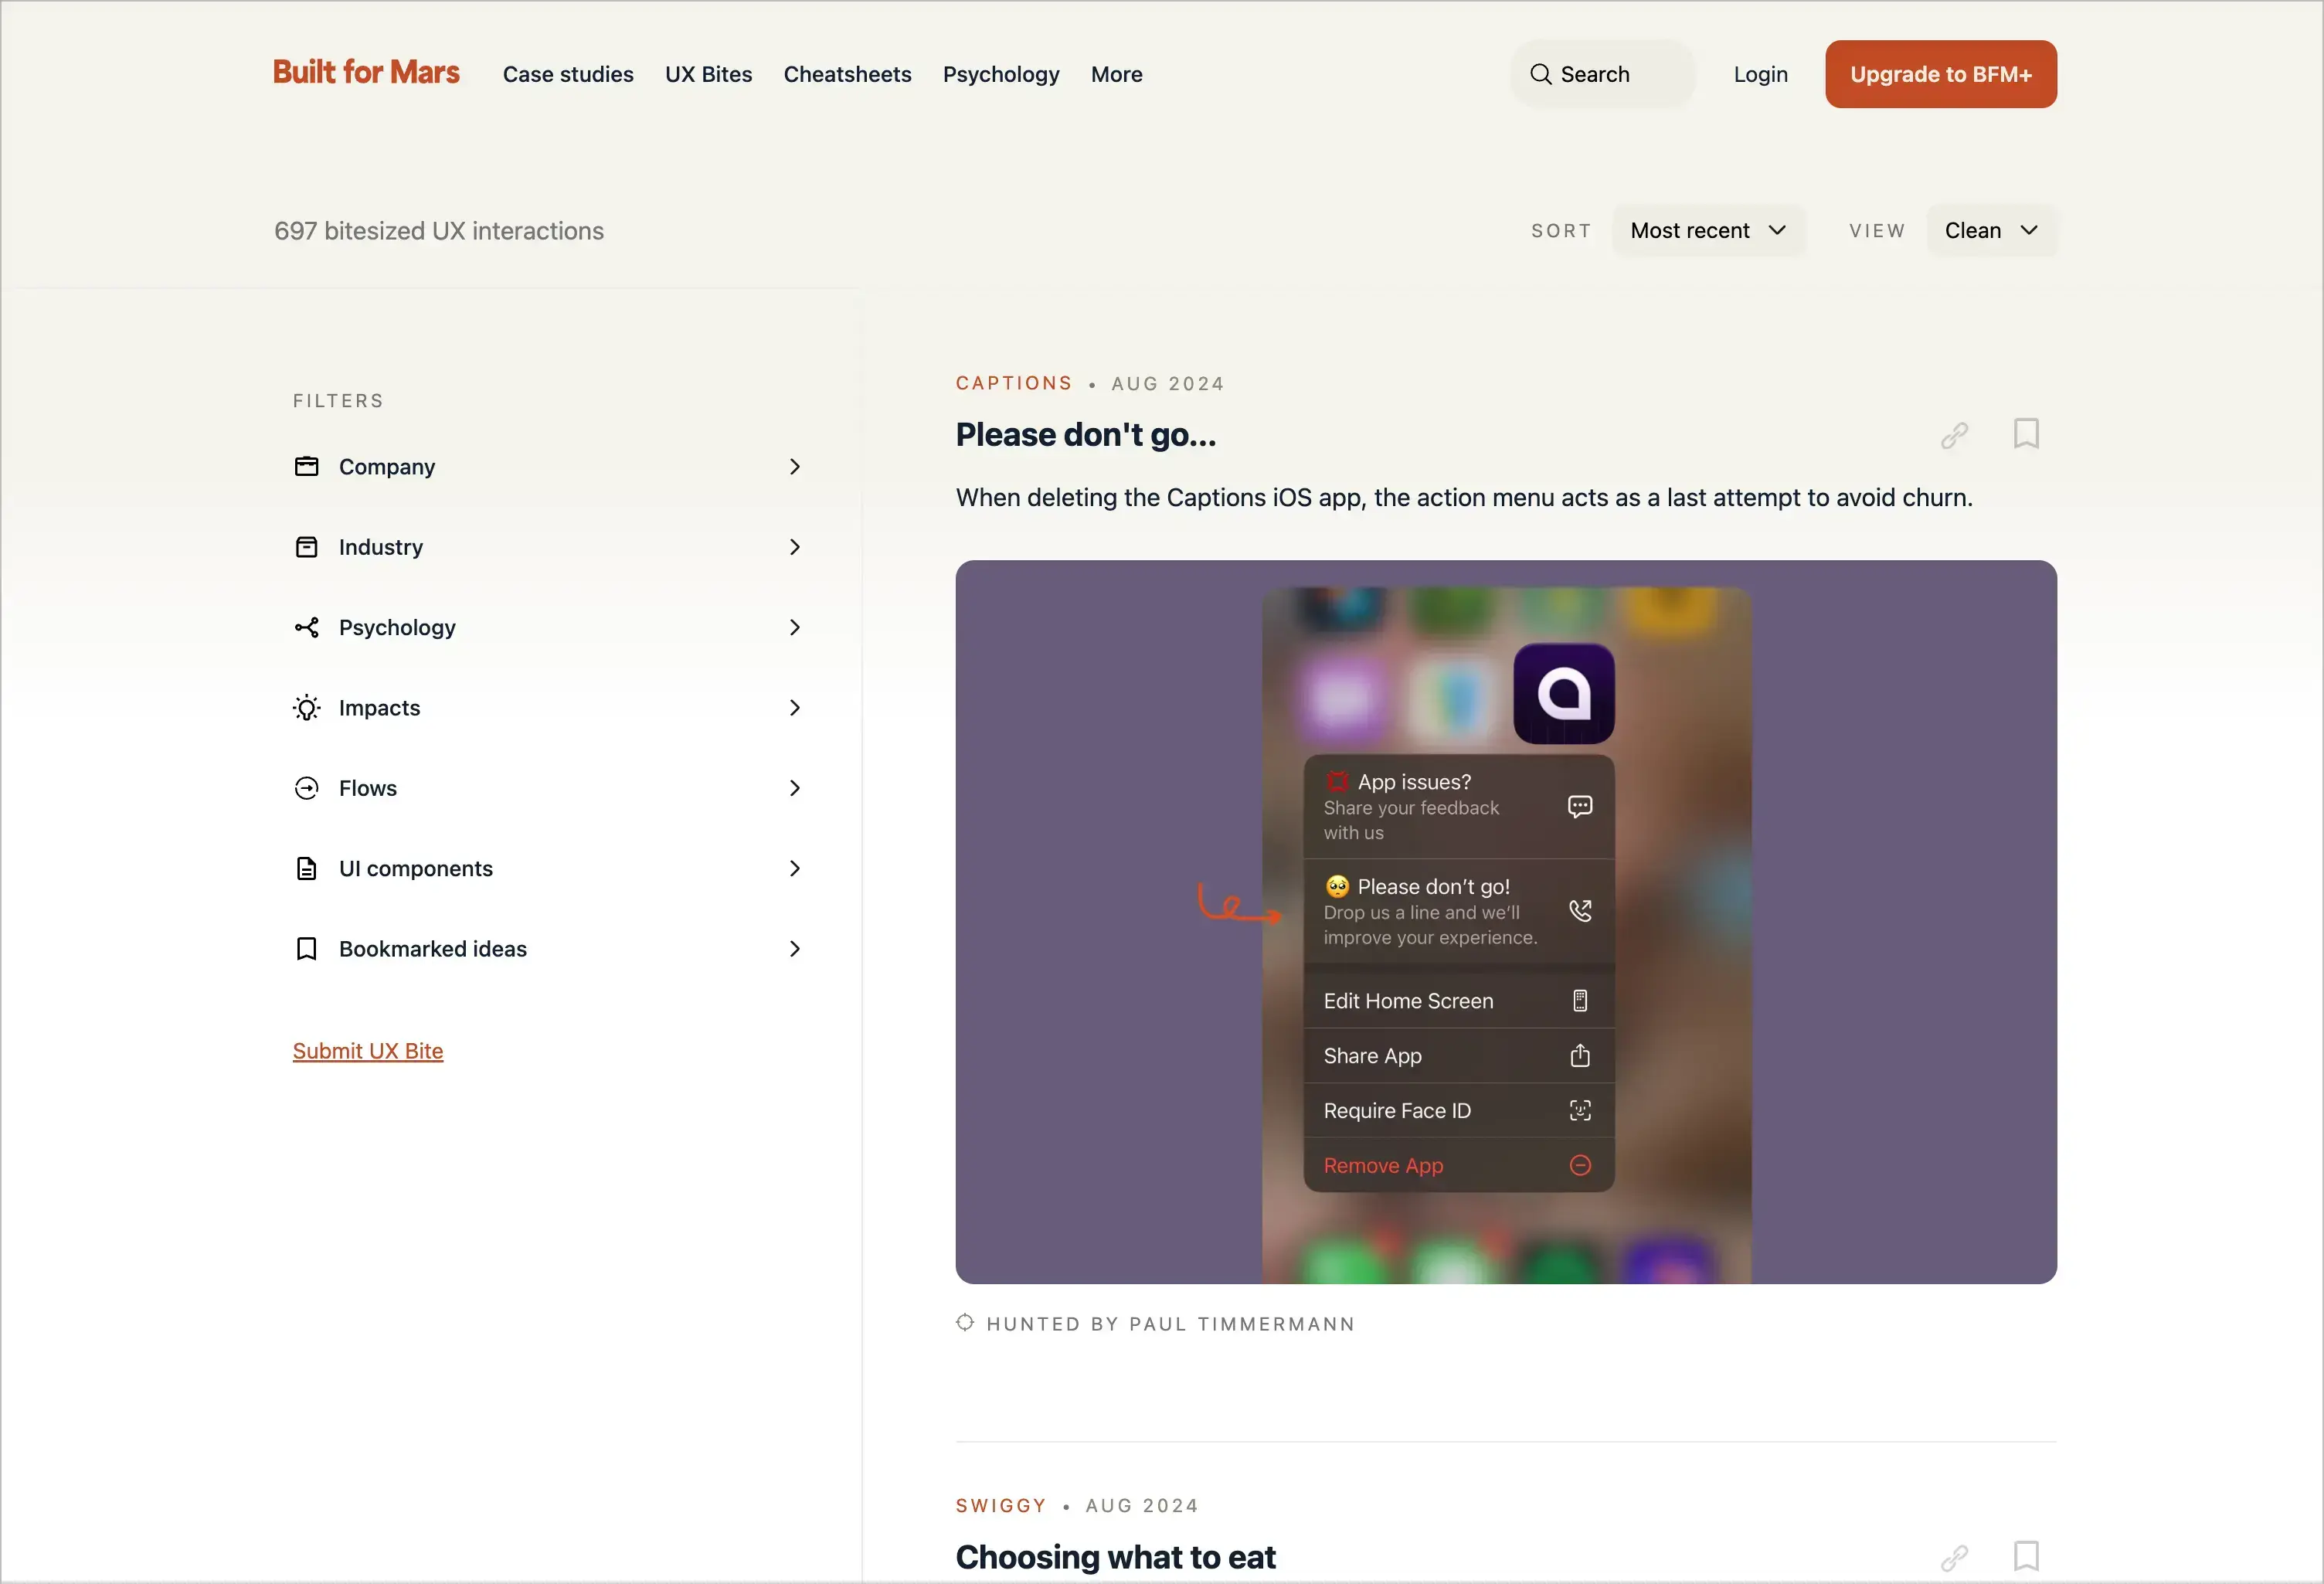 Built for Mars
Case studies
UX Bites
Cheatsheets
Psychology
More
Search
Login
Upgrade to BFM+
697 bitesized UX interactions
SORT
Most recent
VIEW
Clean
FILTERS
Company
Industry
Psychology
Impacts
Flows
UI components
Bookmarked ideas
Submit UX Bite
CAPTIONS • AUG 2024
Please don't go...
When deleting the Captions iOS app, the action menu acts as a last attempt to avoid churn.
💢 App issues?
Share your feedback
with us
🥺 Please don’t go!
Drop us a line and we’ll
improve your experience.
Edit Home Screen
Share App
Require Face ID
Remove App
HUNTED BY PAUL TIMMERMANN
SWIGGY • AUG 2024
Choosing what to eat